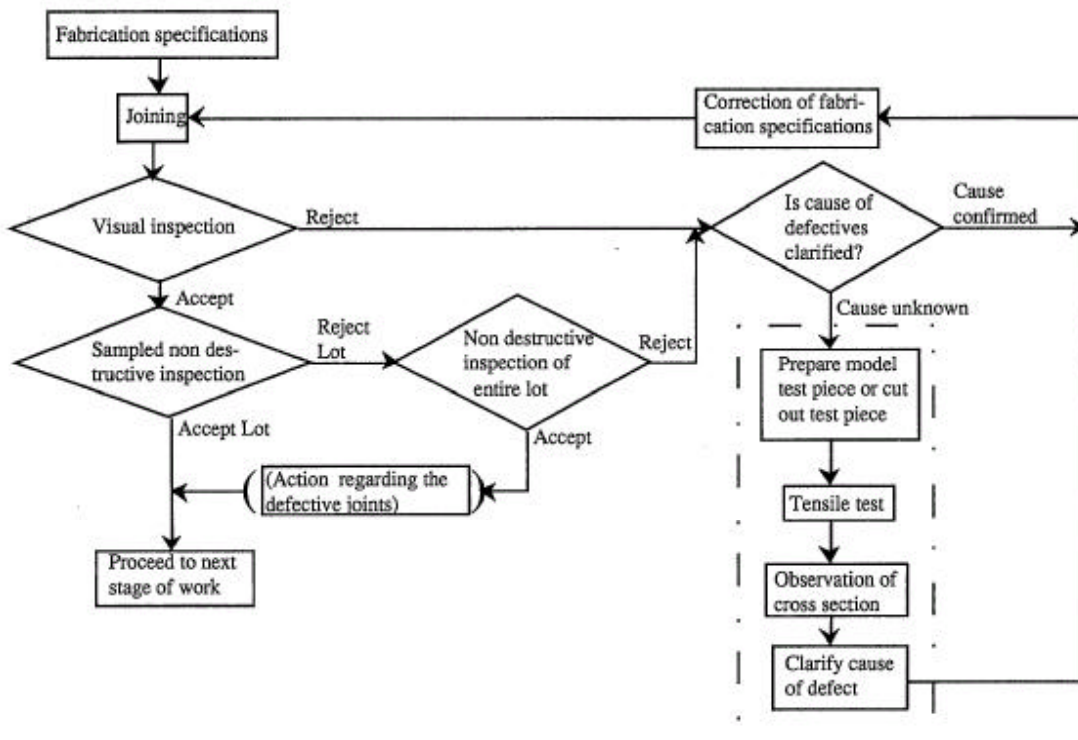 Fabrication specifications
Joining
Correction of fabri-
cation specifications
Visual inspection
Reject
Is cause of
defectives
clarified?
Cause
confirmed
Accept
Cause unknown
Sampled non des-
tructive inspection
Reject
Lot
Non destructive
inspection of
entire lot
Reject
Prepare model
test piece or cut
out test piece
Accept Lot
Accept
(Action regarding the
defective joints)
Tensile test
Proceed to next
stage of work
Observation of
cross section
Clarify cause
of defect